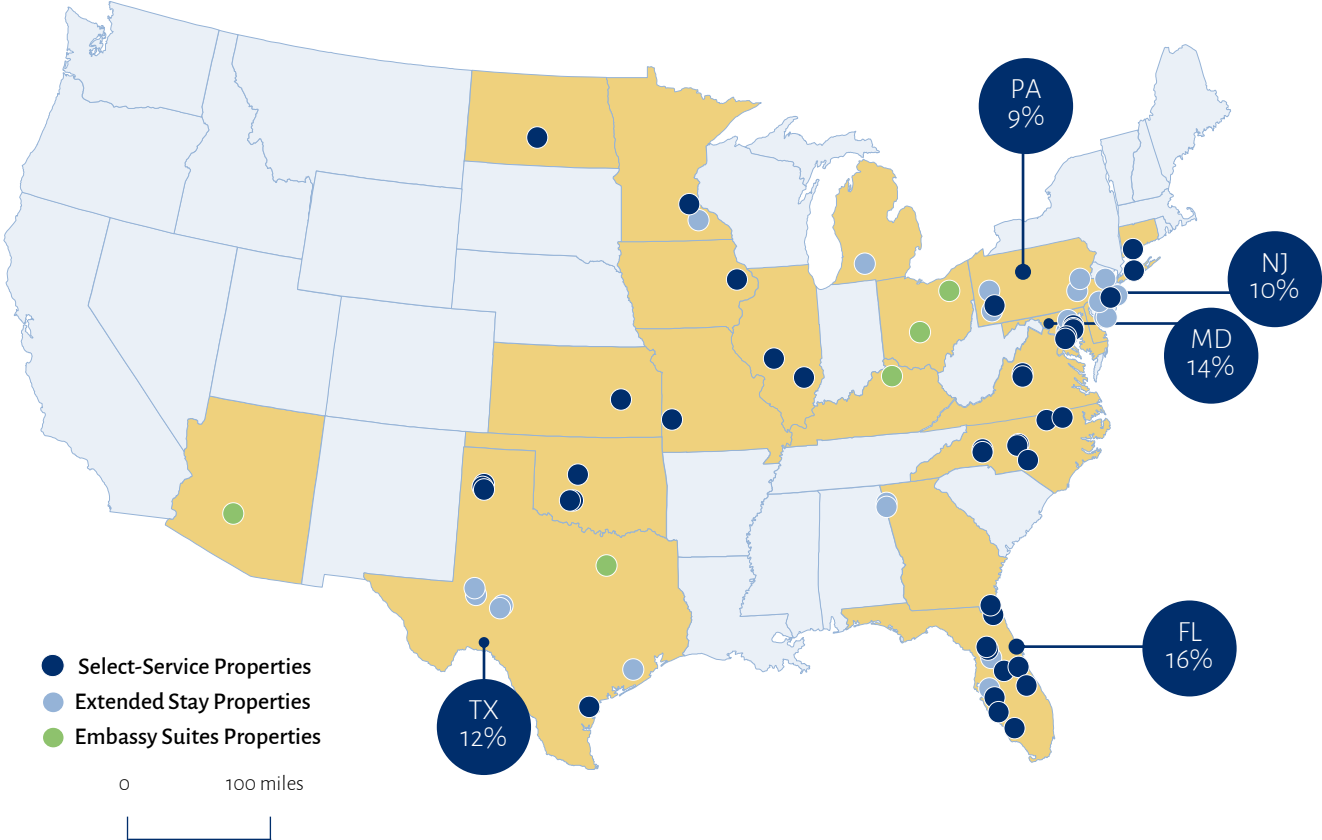 PA
9%
NJ
10%
MD
14%
FL
16%
TX
12%
Select-Service Properties
Extended Stay Properties
Embassy Suites Properties
0 100 miles